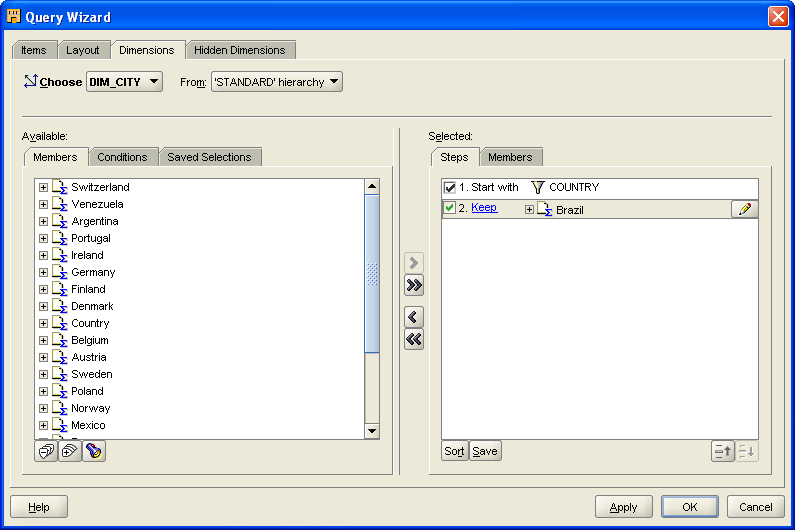 Query Wizard
Items Layout Dimensions Hidden Dimensions
Choose DIM_CITY From: 'STANDARD' hierarchy
Available:
Members Conditions Saved Selections
Switzerland
Venezuela
Argentina
Portugal
Ireland
Germany
Finland
Denmark
Country
Belgium
Austria
Sweden
Poland
Norway
Mexico
Selected:
Steps Members
1. Start with COUNTRY
2. Keep Brazil
Sort Save
Help Apply OK Cancel